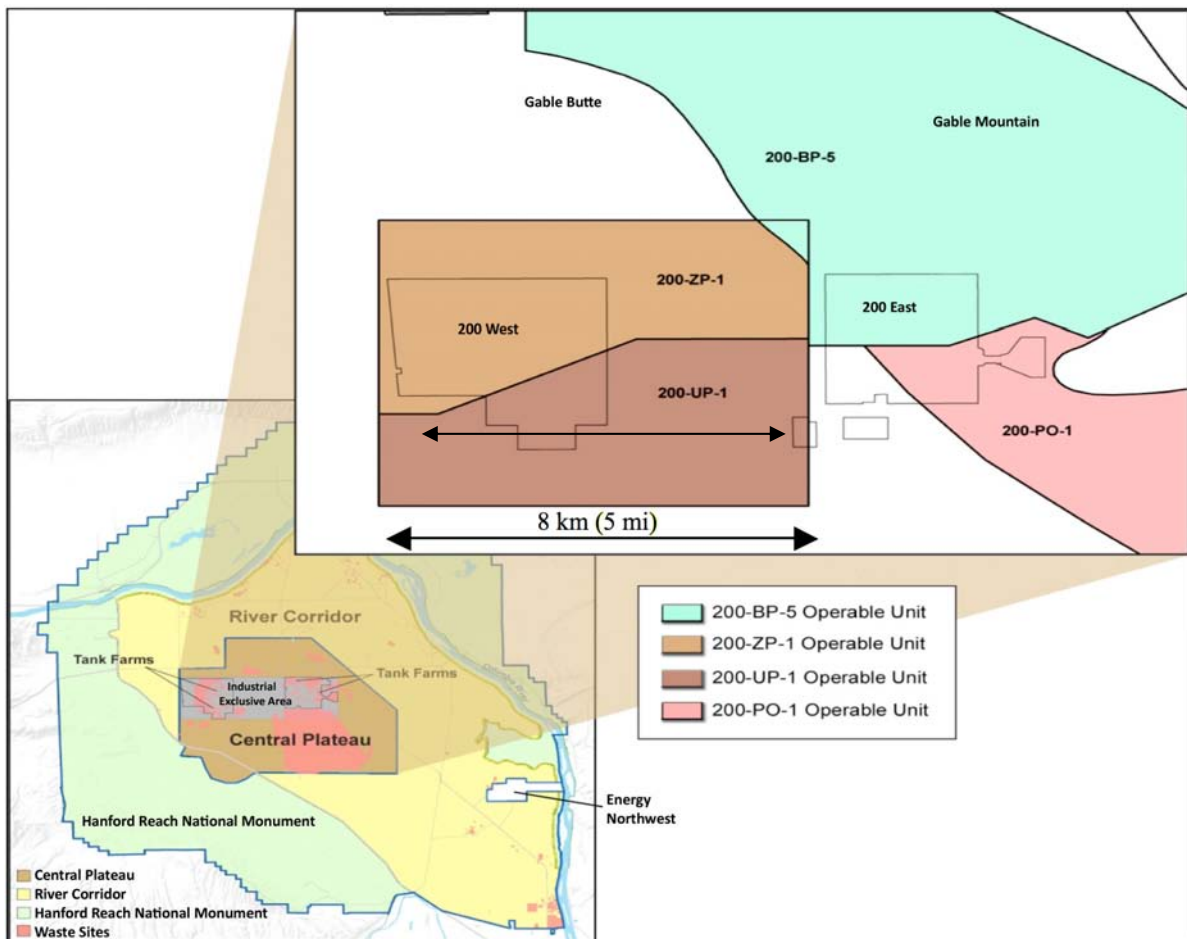 Gable Butte
Gable Mountain
200-BP-5
200-ZP-1
200 East
200 West
200-UP-1
200-PO-1
8 km (5 mi)
200-BP-5 Operable Unit
200-ZP-1 Operable Unit
200-UP-1 Operable Unit
200-PO-1 Operable Unit
River Corridor
Tank Farms
Tank Farms
Industrial
Exclusive Area
Central Plateau
Energy
Northwest
Hanford Reach National Monument
Central Plateau
River Corridor
Hanford Reach National Monument
Waste Sites